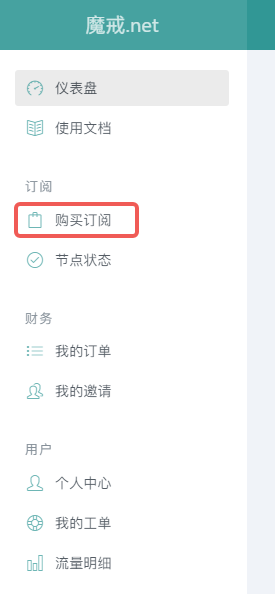 魔戒.net
仪表盘
使用文档
订阅
购买订阅
节点状态
财务
我的订单
我的邀请
用户
个人中心
我的工单
流量明细